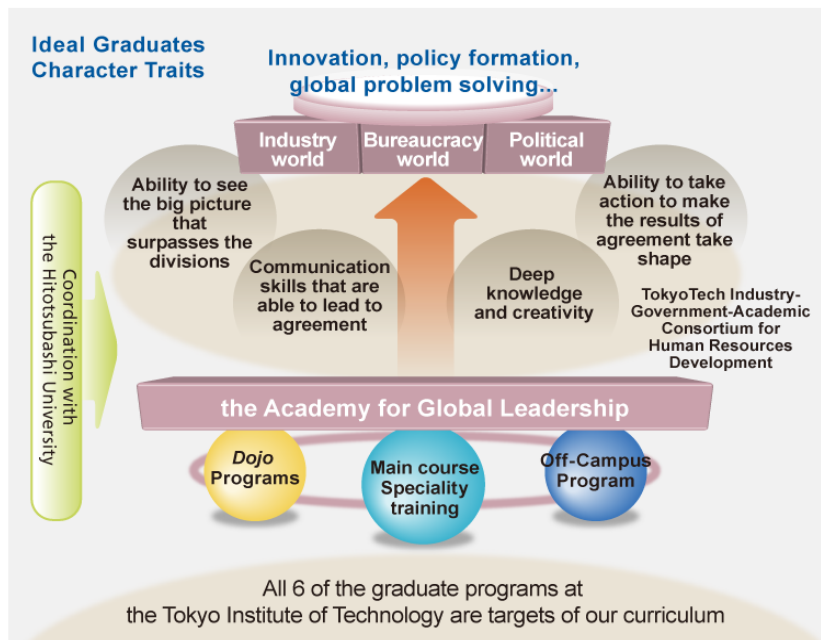 Ideal Graduates
Character Traits
Innovation, policy formation,
global problem solving...
Industry
world
Bureaucracy
world
Political
world
Ability to see
the big picture
that
surpasses the
divisions
Communication
skills that are
able to lead to
agreement
Deep
knowledge
and creativity
Ability to take
action to make
the results of
agreement take
shape
Coordination with
the Hitotsubashi University
TokyoTech Industry-
Government-Academic
Consortium for
Human Resources
Development
the Academy for Global Leadership
Dojo
Programs
Main course
Speciality
training
Off-Campus
Program
All 6 of the graduate programs at
the Tokyo Institute of Technology are targets of our curriculum